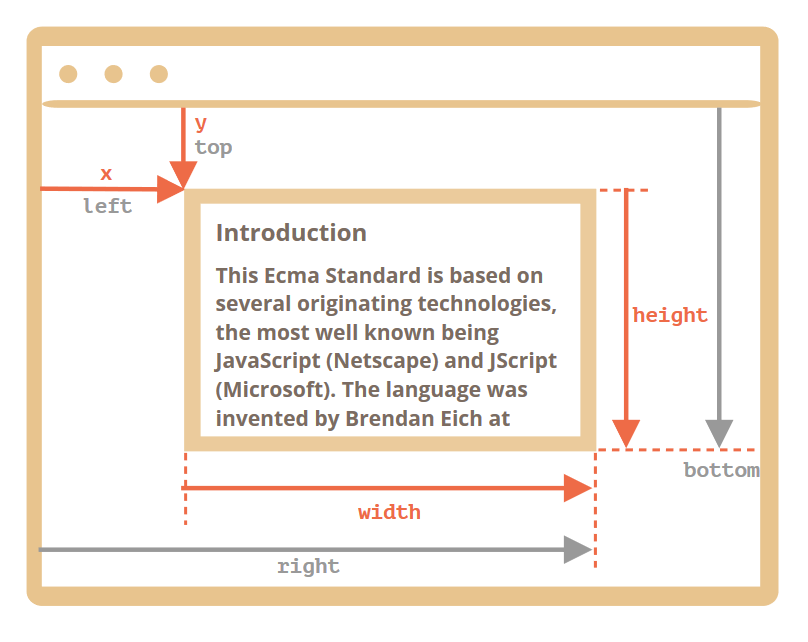 y
top
x
left
Introduction
This Ecma Standard is based on
several originating technologies,
the most well known being
JavaScript (Netscape) and JScript
(Microsoft). The language was
invented by Brendan Eich at
height
bottom
width
right